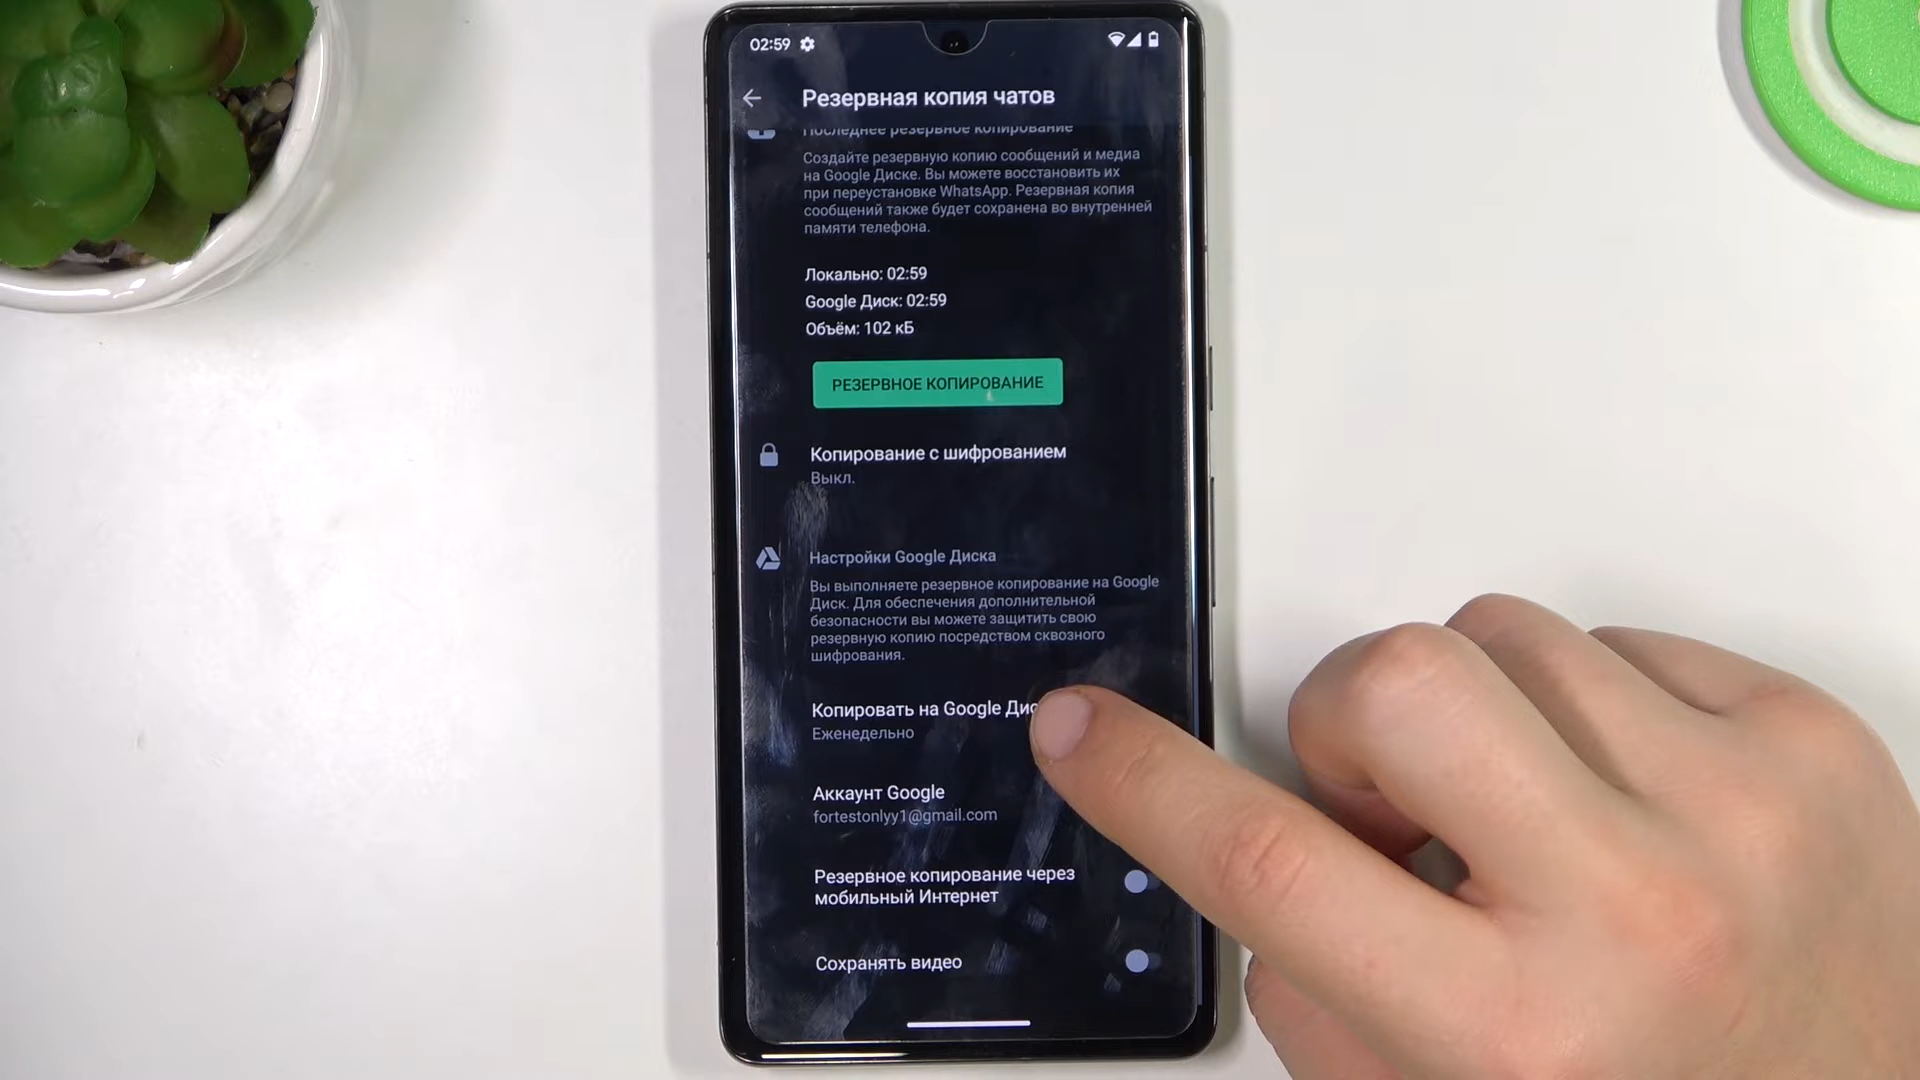 02:59
Резервная копия чатов
Последнее резервное копирование
Создайте резервную копию сообщений и медиа
на Google Диске. Вы можете восстановить их
при переустановке WhatsApp. Резервная копия
сообщений также будет сохранена во внутренней
памяти телефона.
Локально: 02:59
Google Диск: 02:59
Объём: 102 кБ
РЕЗЕРВНОЕ КОПИРОВАНИЕ
Копирование с шифрованием
Выкл.
Настройки Google Диска
Вы выполняете резервное копирование на Google
Диск. Для обеспечения дополнительной
безопасности вы можете защитить свою
резервную копию посредством сквозного
шифрования.
Копировать на Google Дис
Еженедельно
Аккаунт Google
fortestonlyy1@gmail.com
Резервное копирование через
мобильный Интернет
Сохранять видео